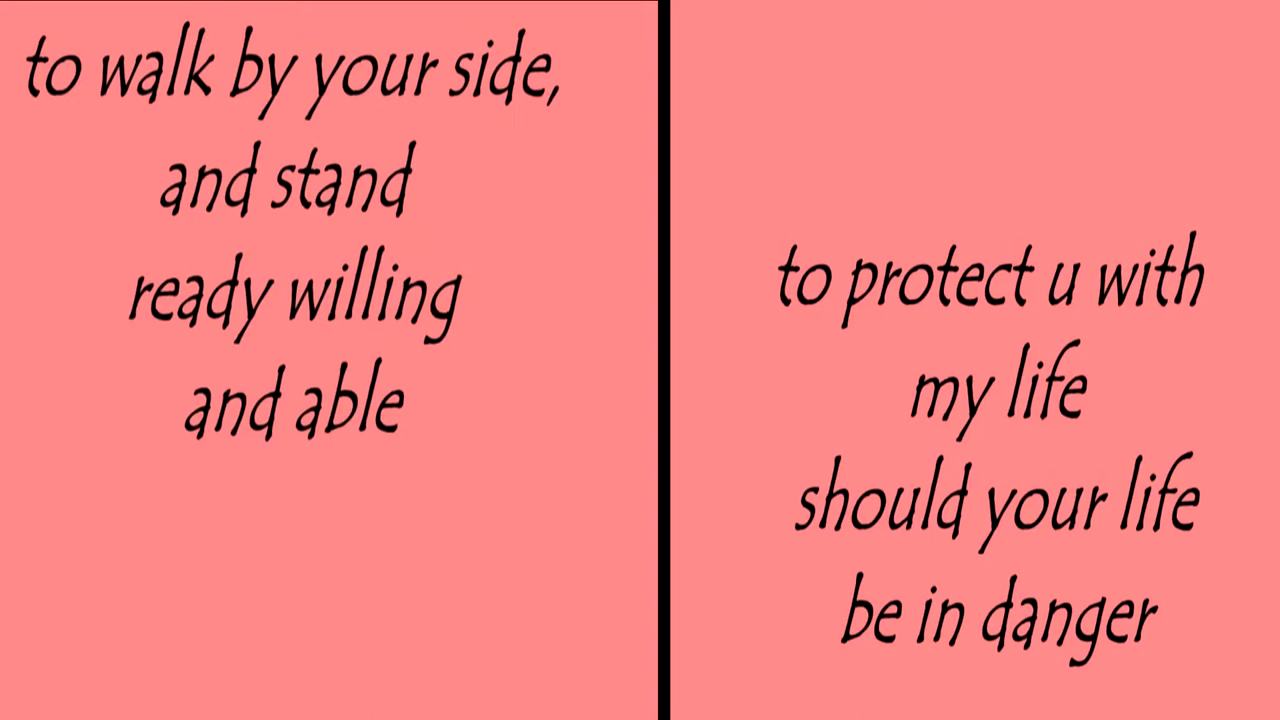 to walk by your side,
and stand
ready willing
and able
to protect u with
my life
should your life
be in danger